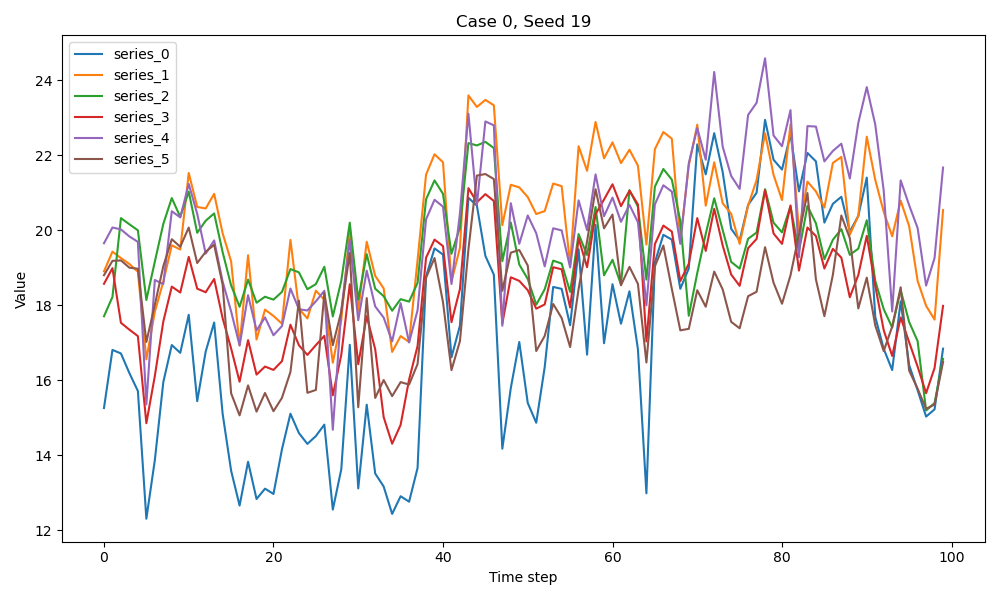 Case 0, Seed 19
series_0
series_1
series_2
series_3
series_4
series_5
Value
24
22
20
18
16
14
12
0 20 40 60 80 100
Time step